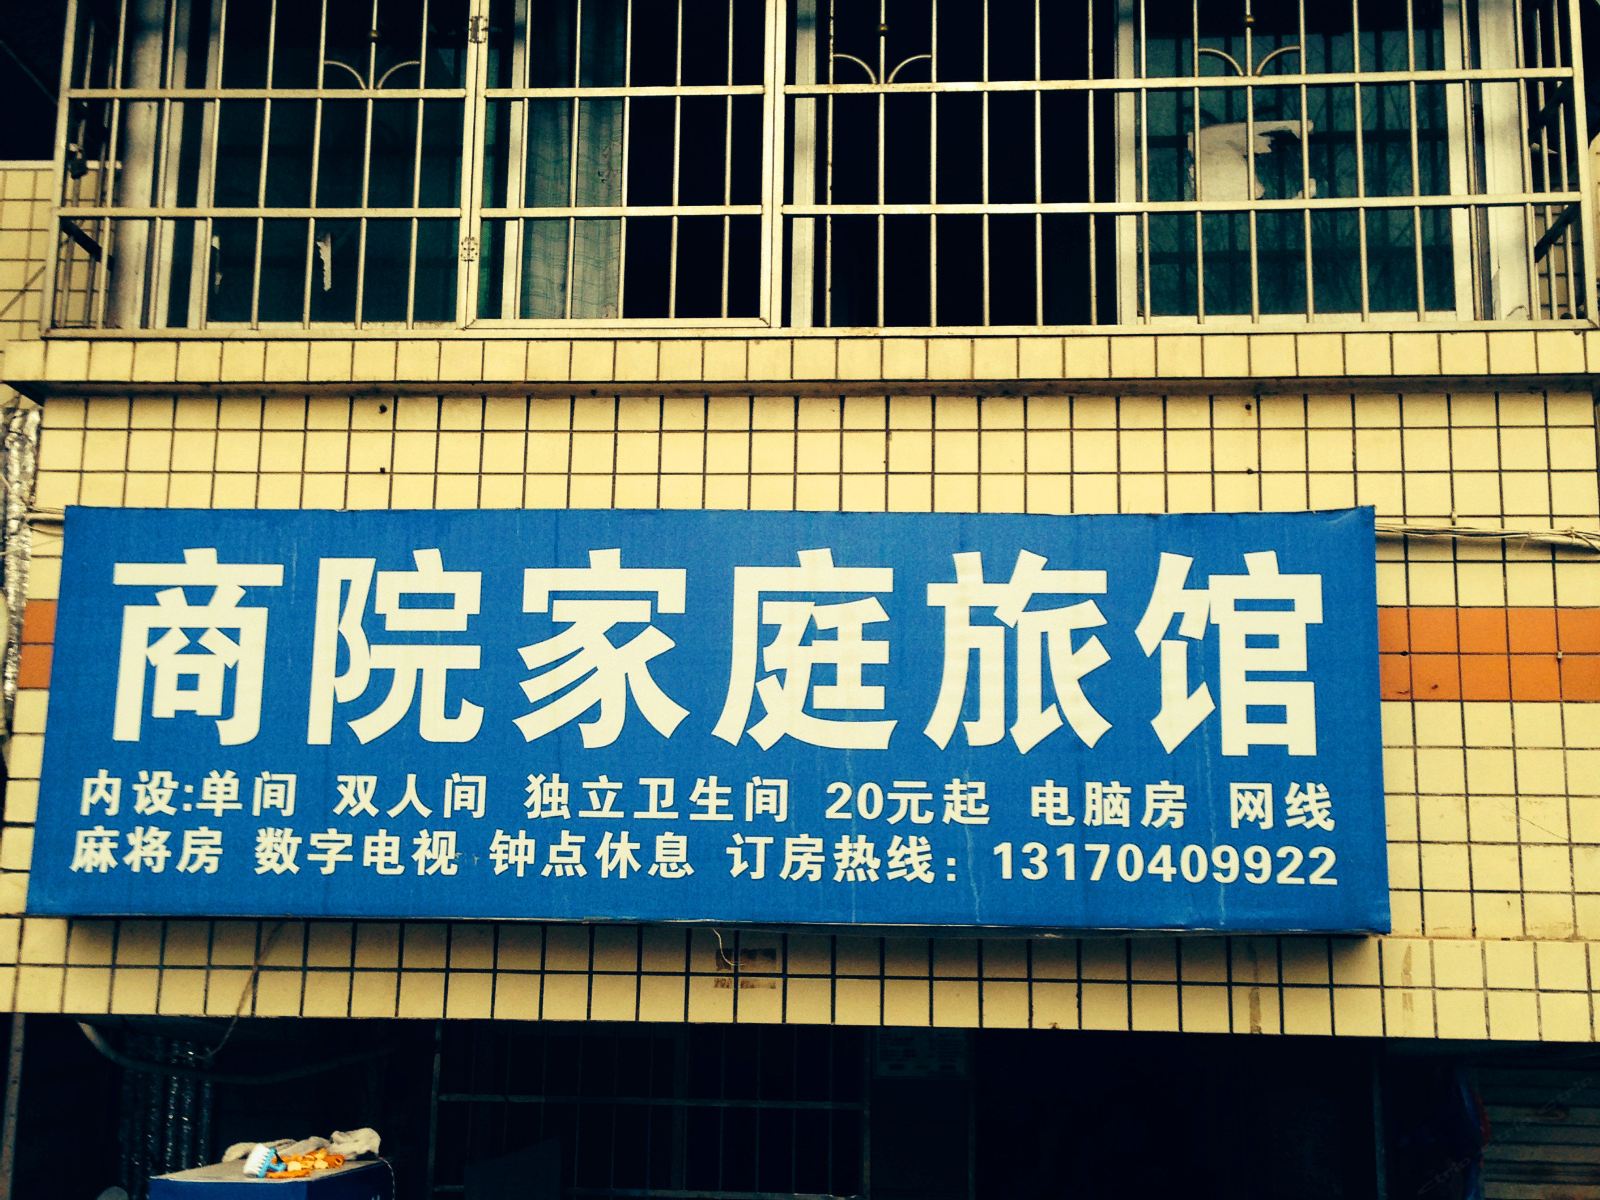 商院家庭旅馆
内设:单间 双人间 独立卫生间 20元起 电脑房 网线
麻将房 数字电视 钟点休息 订房热线：13170409922